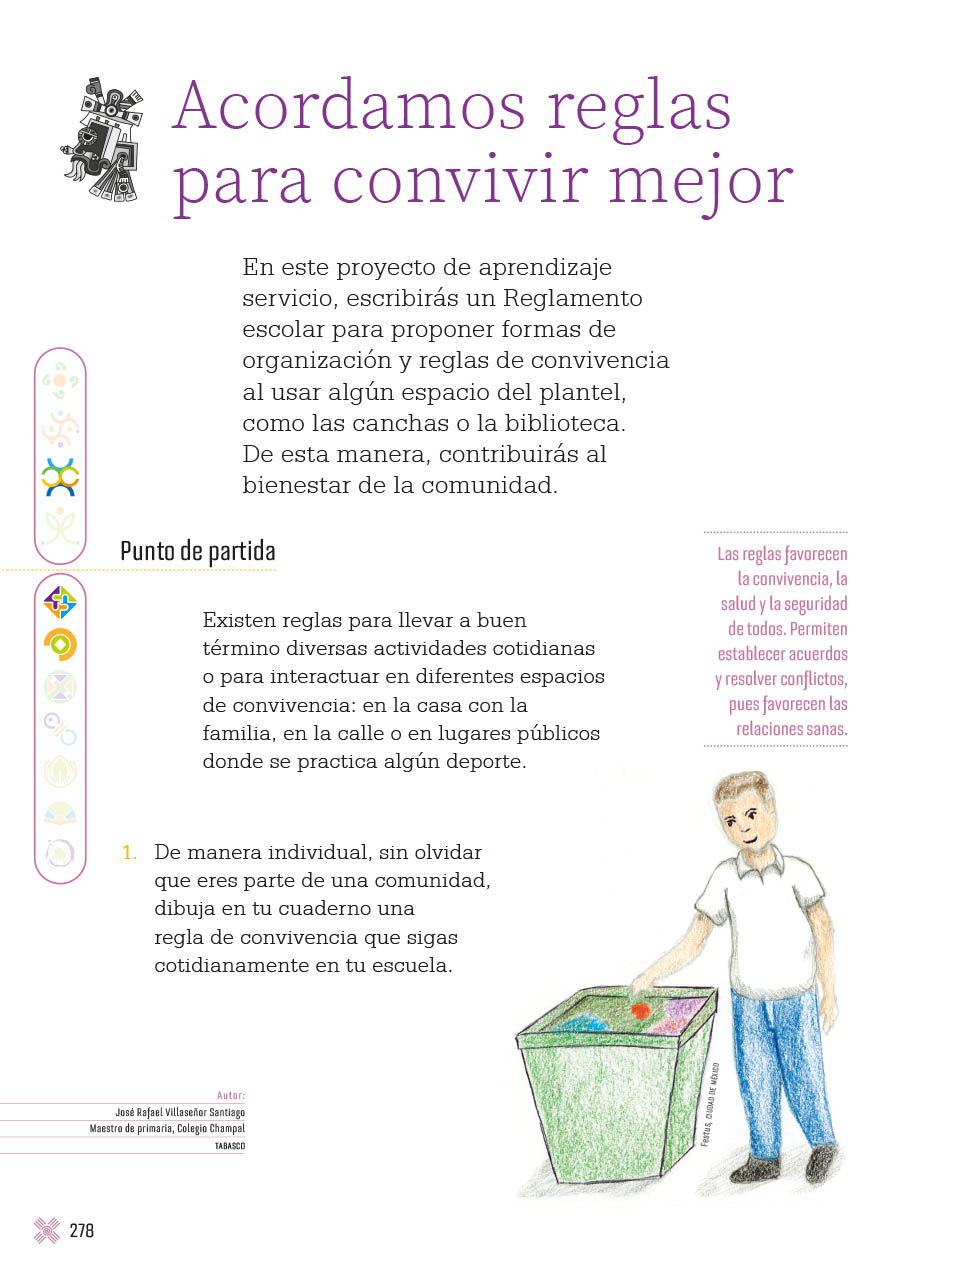 Acordamos reglas
para convivir mejor
En este proyecto de aprendizaje
servicio, escribirás un Reglamento
escolar para proponer formas de
organización y reglas de convivencia
al usar algún espacio del plantel,
como las canchas o la biblioteca.
De esta manera, contribuirás al
bienestar de la comunidad.
Punto de partida
Las reglas favorecen
la convivencia, la
salud y la seguridad
de todos. Permiten
establecer acuerdos
y resolver conflictos,
pues favorecen las
relaciones sanas.
Existen reglas para llevar a buen
término diversas actividades cotidianas
o para interactuar en diferentes espacios
de convivencia: en la casa con la
familia, en la calle o en lugares públicos
donde se practica algún deporte.
1. De manera individual, sin olvidar
que eres parte de una comunidad,
dibuja en tu cuaderno una
regla de convivencia que sigas
cotidianamente en tu escuela.
Festus, CIUDAD DE MÉXICO
Autor:
José Rafael Villaseñor Santiago
Maestro de primaria, Colegio Champal
TABASCO
278